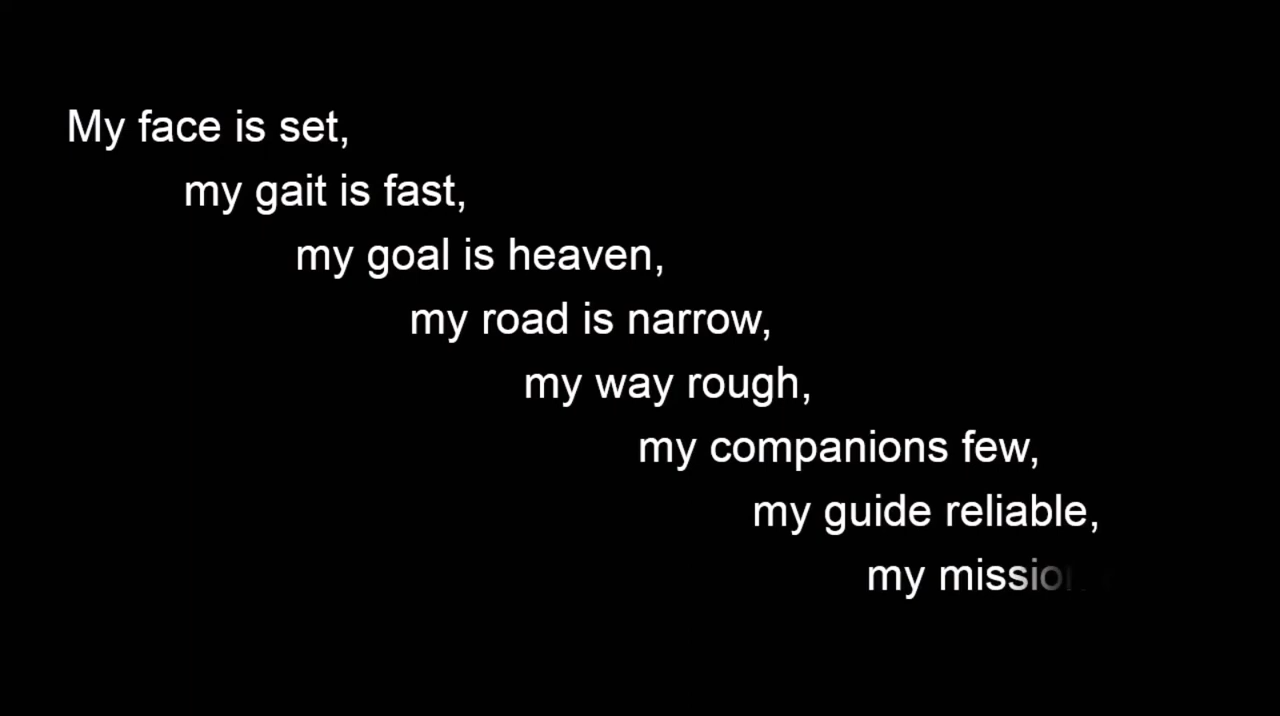 My face is set,
my gait is fast,
my goal is heaven,
my road is narrow,
my way rough,
my companions few,
my guide reliable,
my mission